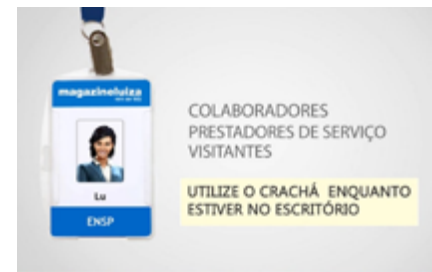 magazineluiza
Lu
ENSP
COLABORADORES
PRESTADORES DE SERVIÇO
VISITANTES
UTILIZE O CRACHÁ ENQUANTO
ESTIVER NO ESCRITÓRIO